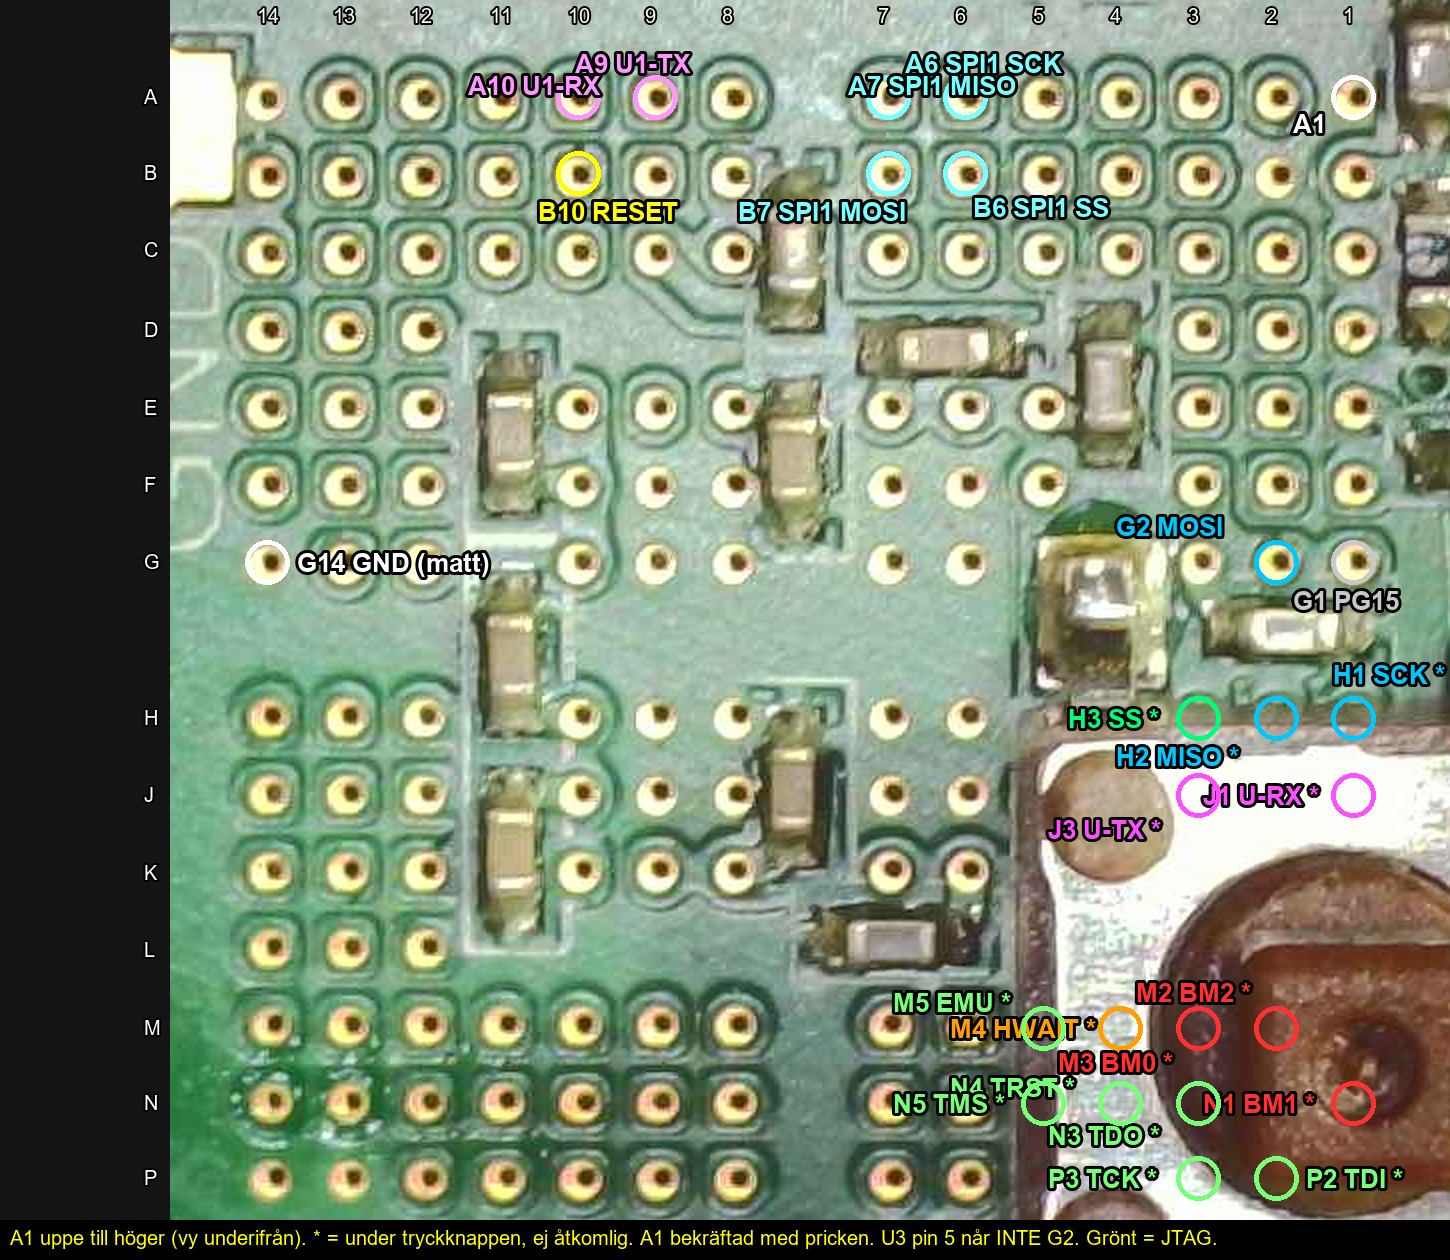 14 13 12 11 10 9 8 7 6 5 4 3 2 1
A9 U1-TX
A6 SPI1 SCK
A10 U1-RX
A7 SPI1 MISO
A
A1
B
B10 RESET
B7 SPI1 MOSI
B6 SPI1 SS
C
D
E
F
G2 MOSI
G
G14 GND (matt)
G1 PG15
H1 SCK *
H
H3 SS *
H2 MISO *
J
J1 U-RX *
J3 U-TX *
K
L
M2 BM2 *
M5 EMU *
M
M4 HWAIT *
M3 BM0 *
N4 TRST *
N
N5 TMS *
N1 BM1 *
N3 TDO *
P
P3 TCK *
P2 TDI *
A1 uppe till höger (vy underifrån). * = under tryckknappen, ej åtkomlig. A1 bekräftad med pricken. U3 pin 5 når INTE G2. Grönt = JTAG.